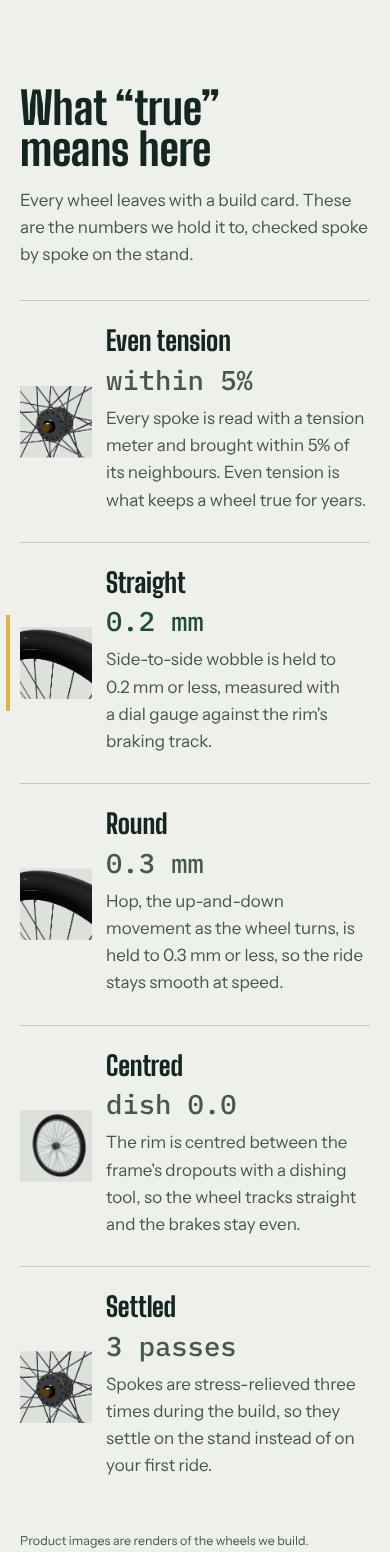 What “true”
means here
Every wheel leaves with a build card. These
are the numbers we hold it to, checked spoke
by spoke on the stand.
Even tension
within 5%
Every spoke is read with a tension
meter and brought within 5% of
its neighbours. Even tension is
what keeps a wheel true for years.
Straight
0.2 mm
Side-to-side wobble is held to
0.2 mm or less, measured with
a dial gauge against the rim's
braking track.
Round
0.3 mm
Hop, the up-and-down
movement as the wheel turns, is
held to 0.3 mm or less, so the ride
stays smooth at speed.
Centred
dish 0.0
The rim is centred between the
frame's dropouts with a dishing
tool, so the wheel tracks straight
and the brakes stay even.
Settled
3 passes
Spokes are stress-relieved three
times during the build, so they
settle on the stand instead of on
your first ride.
Product images are renders of the wheels we build.